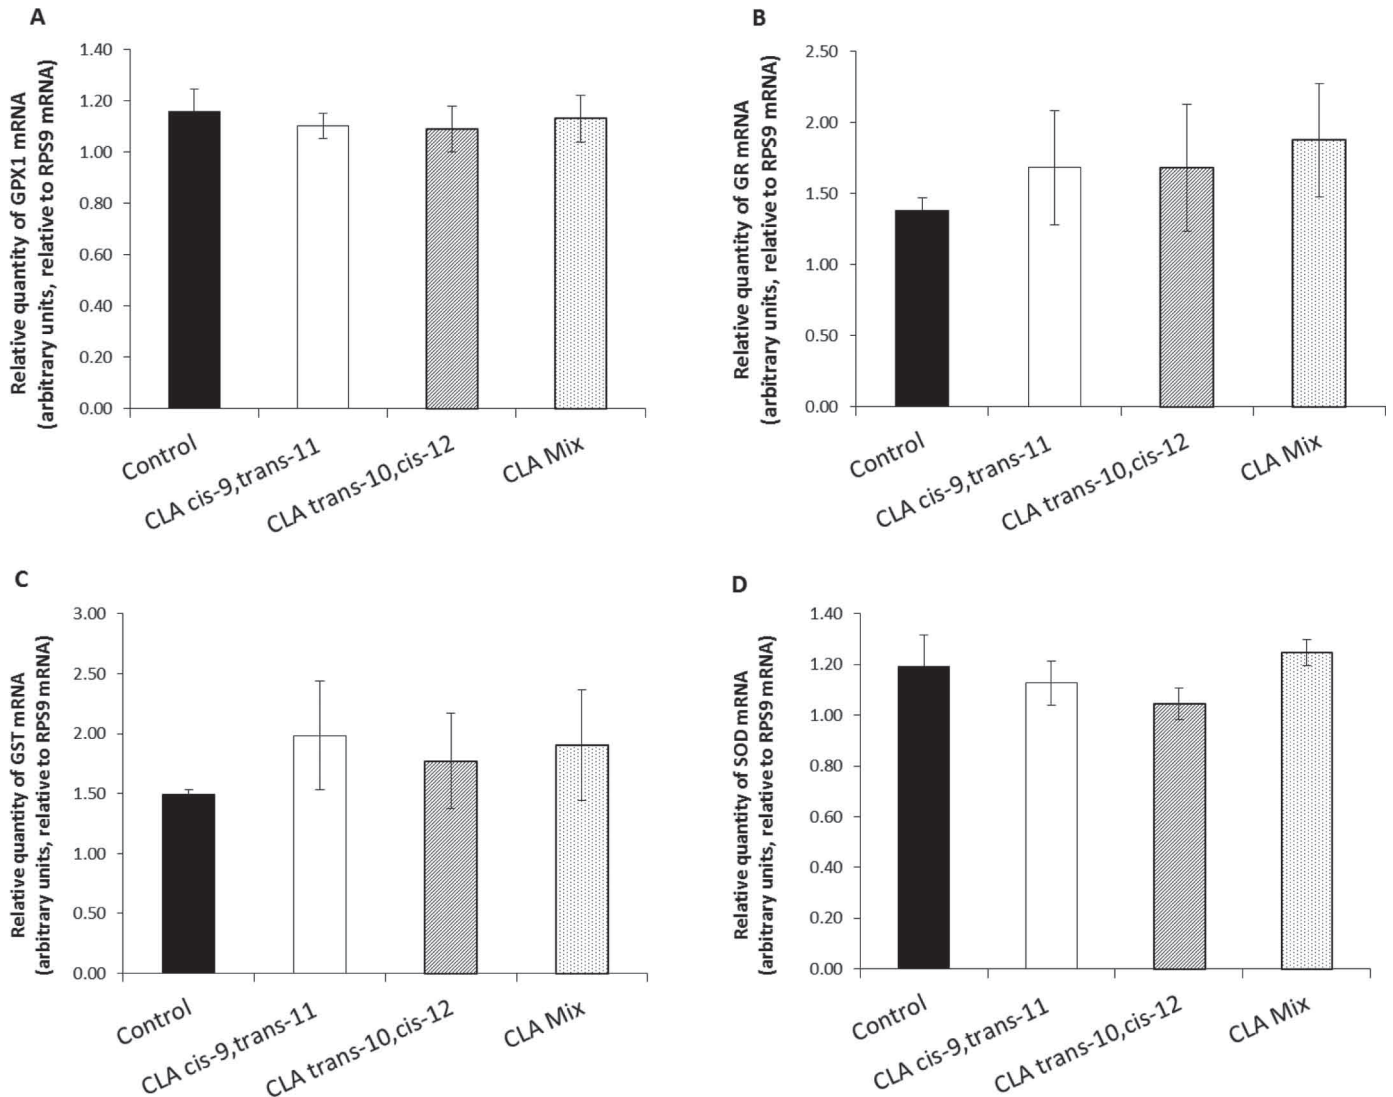 A
Relative quantity of GPX1 mRNA
(arbitrary units, relative to RPS9 mRNA)
1.40
1.20
1.00
0.80
0.60
0.40
0.20
0.00
Control
CLA cis-9,trans-11
CLA trans-10,cis-12
CLA Mix
B
Relative quantity of GR mRNA
(arbitrary units, relative to RPS9 mRNA)
2.50
2.00
1.50
1.00
0.50
0.00
Control
CLA cis-9,trans-11
CLA trans-10,cis-12
CLA Mix
C
Relative quantity of GST mRNA
(arbitrary units, relative to RPS9 mRNA)
3.00
2.50
2.00
1.50
1.00
0.50
0.00
Control
CLA cis-9,trans-11
CLA trans-10,cis-12
CLA Mix
D
Relative quantity of SOD mRNA
(arbitrary units, relative to RPS9 mRNA)
1.40
1.20
1.00
0.80
0.60
0.40
0.20
0.00
Control
CLA cis-9,trans-11
CLA trans-10,cis-12
CLA Mix